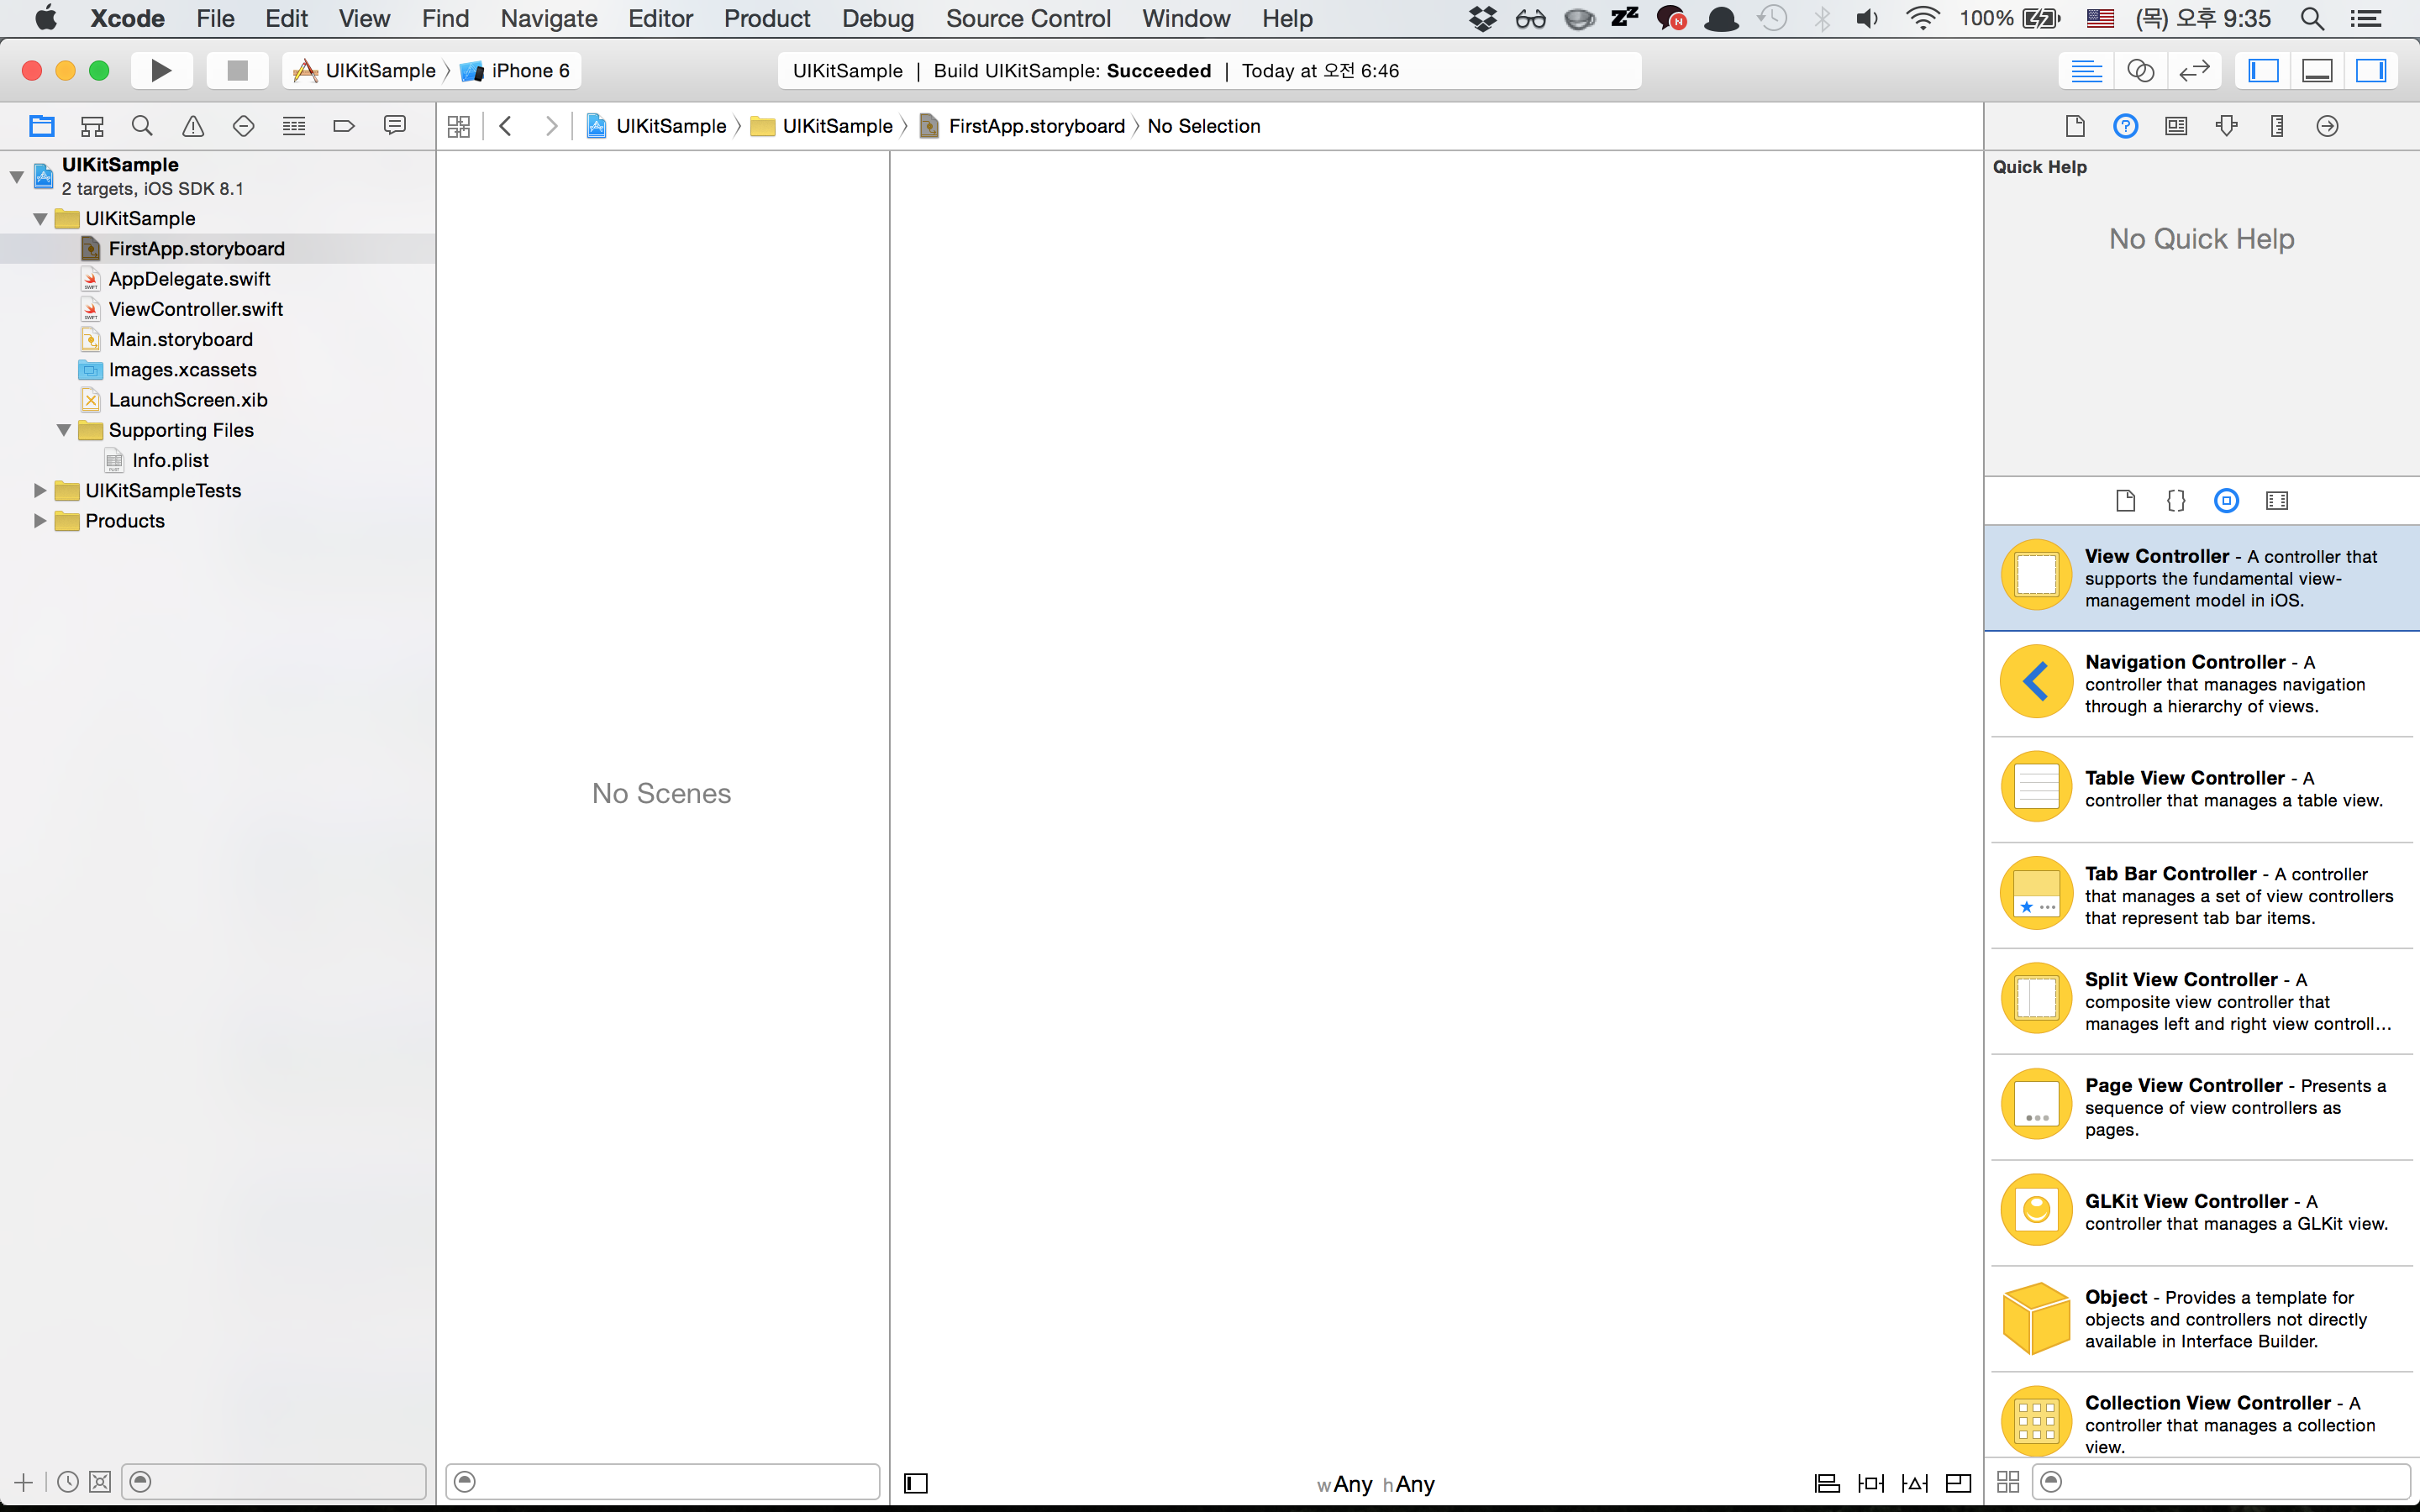 Xcode File Edit View Find Navigate Editor Product Debug Source Control Window Help 100% (목) 오후 9:35
UIKitSample iPhone 6
UIKitSample | Build UIKitSample: Succeeded | Today at 오전 6:46
UIKitSample UIKitSample FirstApp.storyboard No Selection
UIKitSample
2 targets, iOS SDK 8.1
UIKitSample
FirstApp.storyboard
AppDelegate.swift
ViewController.swift
Main.storyboard
Images.xcassets
LaunchScreen.xib
Supporting Files
Info.plist
UIKitSampleTests
Products
No Scenes
wAny hAny
Quick Help
No Quick Help
View Controller - A controller that
supports the fundamental view-
management model in iOS.
Navigation Controller - A
controller that manages navigation
through a hierarchy of views.
Table View Controller - A
controller that manages a table view.
Tab Bar Controller - A controller
that manages a set of view controllers
that represent tab bar items.
Split View Controller - A
composite view controller that
manages left and right view controll...
Page View Controller - Presents a
sequence of view controllers as
pages.
GLKit View Controller - A
controller that manages a GLKit view.
Object - Provides a template for
objects and controllers not directly
available in Interface Builder.
Collection View Controller - A
controller that manages a collection
view.